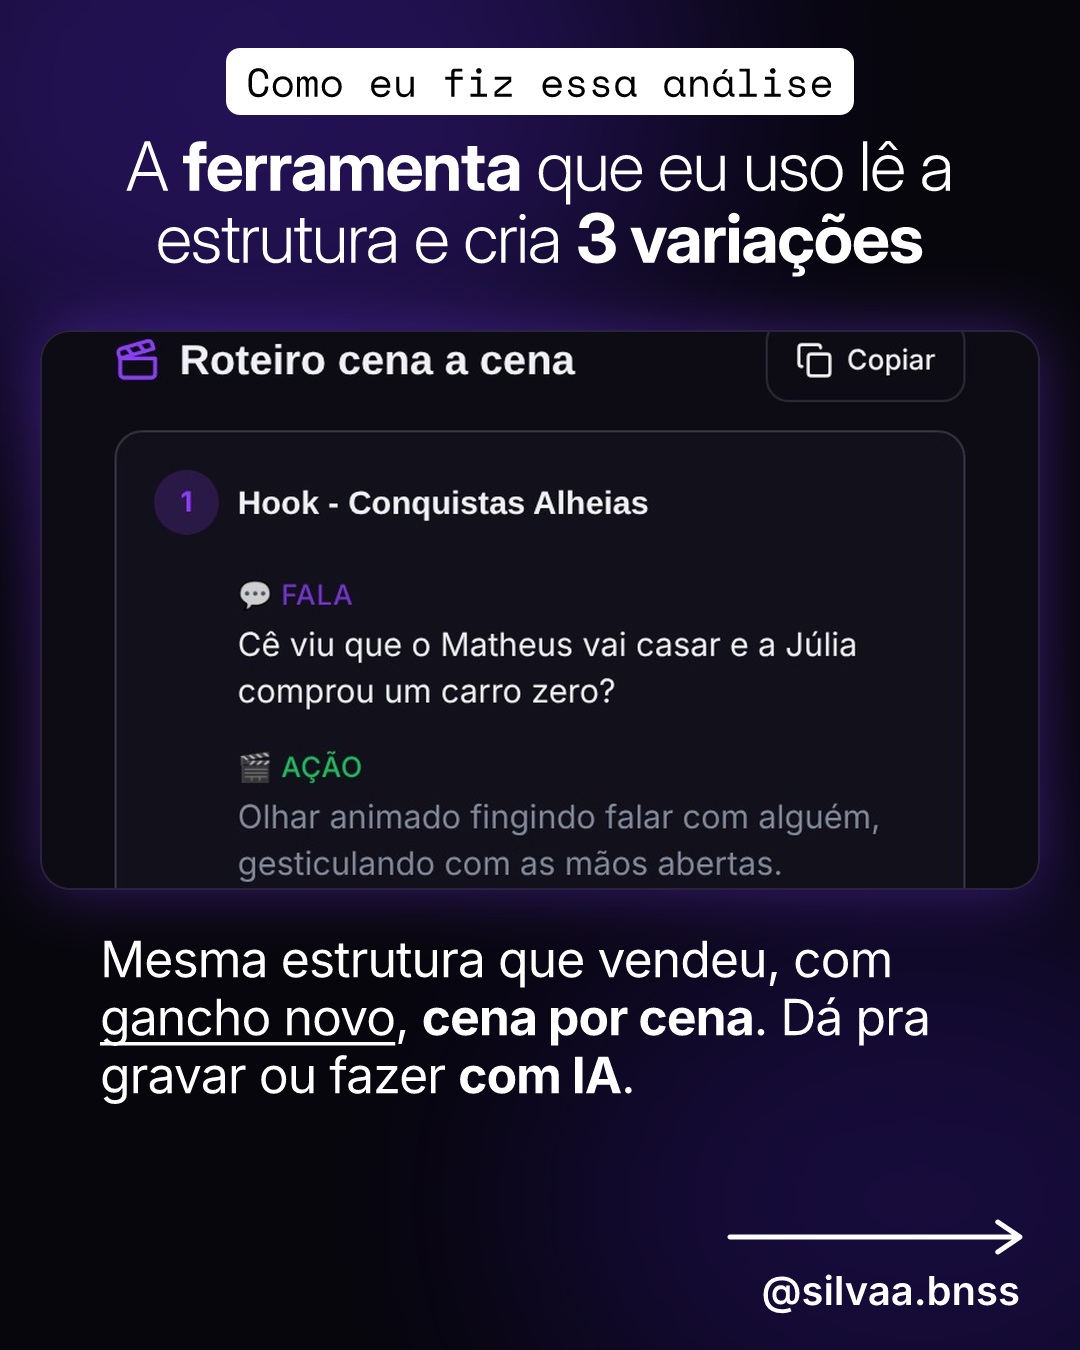 Como eu fiz essa análise
A ferramenta que eu uso lê a
estrutura e cria 3 variações
Roteiro cena a cena
Copiar
1
Hook - Conquistas Alheias
FALA
Cê viu que o Matheus vai casar e a Júlia
comprou um carro zero?
AÇÃO
Olhar animado fingindo falar com alguém,
gesticulando com as mãos abertas.
Mesma estrutura que vendeu, com
gancho novo, cena por cena. Dá pra
gravar ou fazer com IA.
@silvaa.bnss